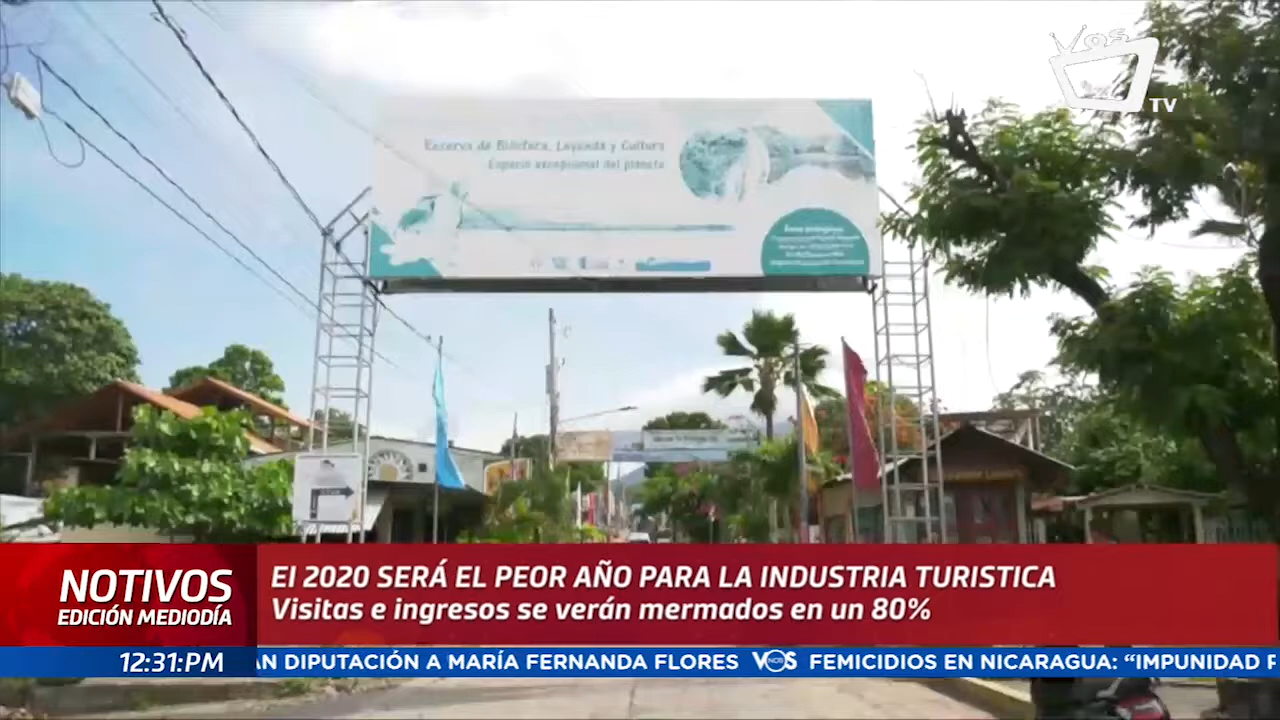 VOS
TV
Reserva de Biósfera, Leyenda y Cultura
Espacio excepcional del planeta
NOTIVOS
EDICIÓN MEDIODÍA
El 2020 SERÁ EL PEOR AÑO PARA LA INDUSTRIA TURISTICA
Visitas e ingresos se verán mermados en un 80%
12:31:PM
AN DIPUTACIÓN A MARÍA FERNANDA FLORES VOS FEMICIDIOS EN NICARAGUA: “IMPUNIDAD P